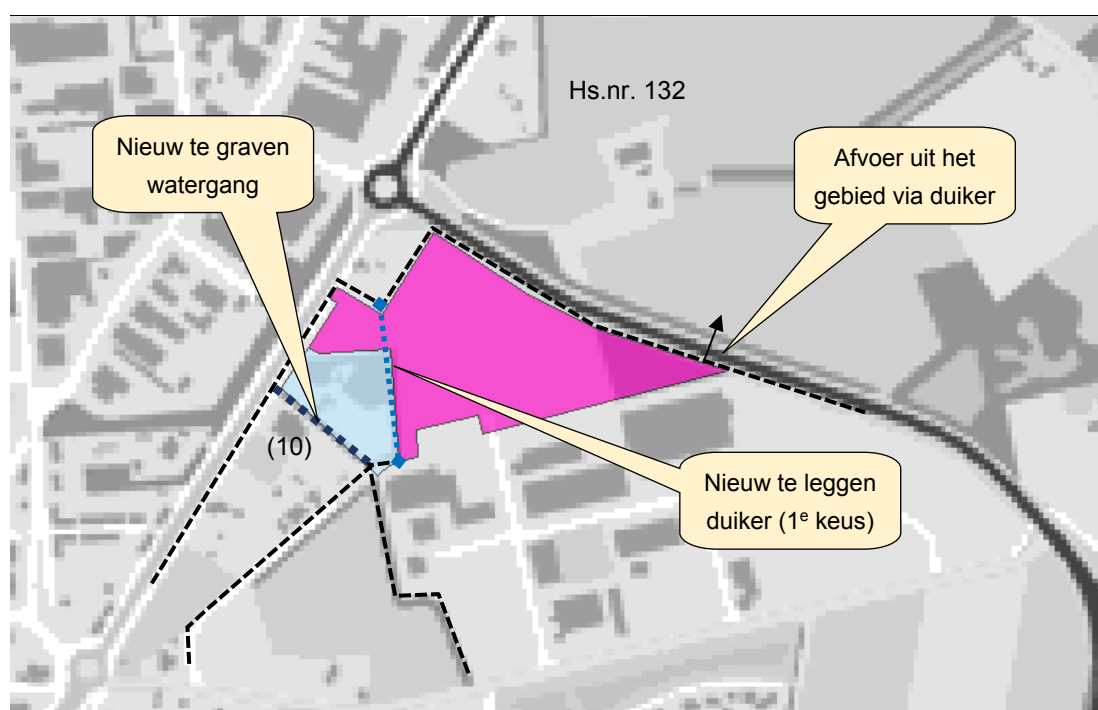 Hs.nr. 132
Nieuw te graven
watergang
Afvoer uit het
gebied via duiker
(10)
Nieuw te leggen
duiker (1e keus)